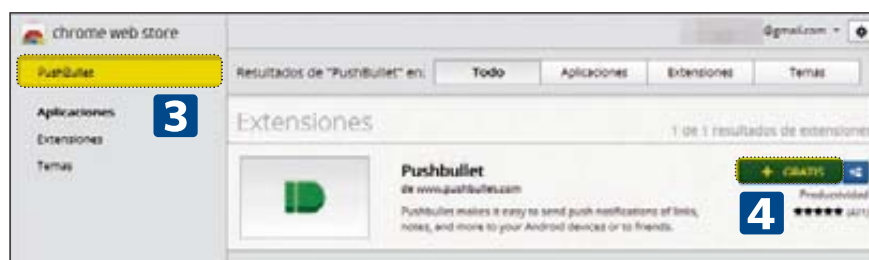 chrome web store
@gmail.com
PushBullet
Resultados de "PushBullet" en:
Todo
Aplicaciones
Extensiones
Temas
Aplicaciones
Extensiones
Temas
3
Extensiones
1 de 1 resultados de extensiones
Pushbullet
de www.pushbullet.com
Pushbullet makes it easy to send push notifications of links,
notes, and more to your Android devices or to friends.
+ GRATIS
Productividad
4